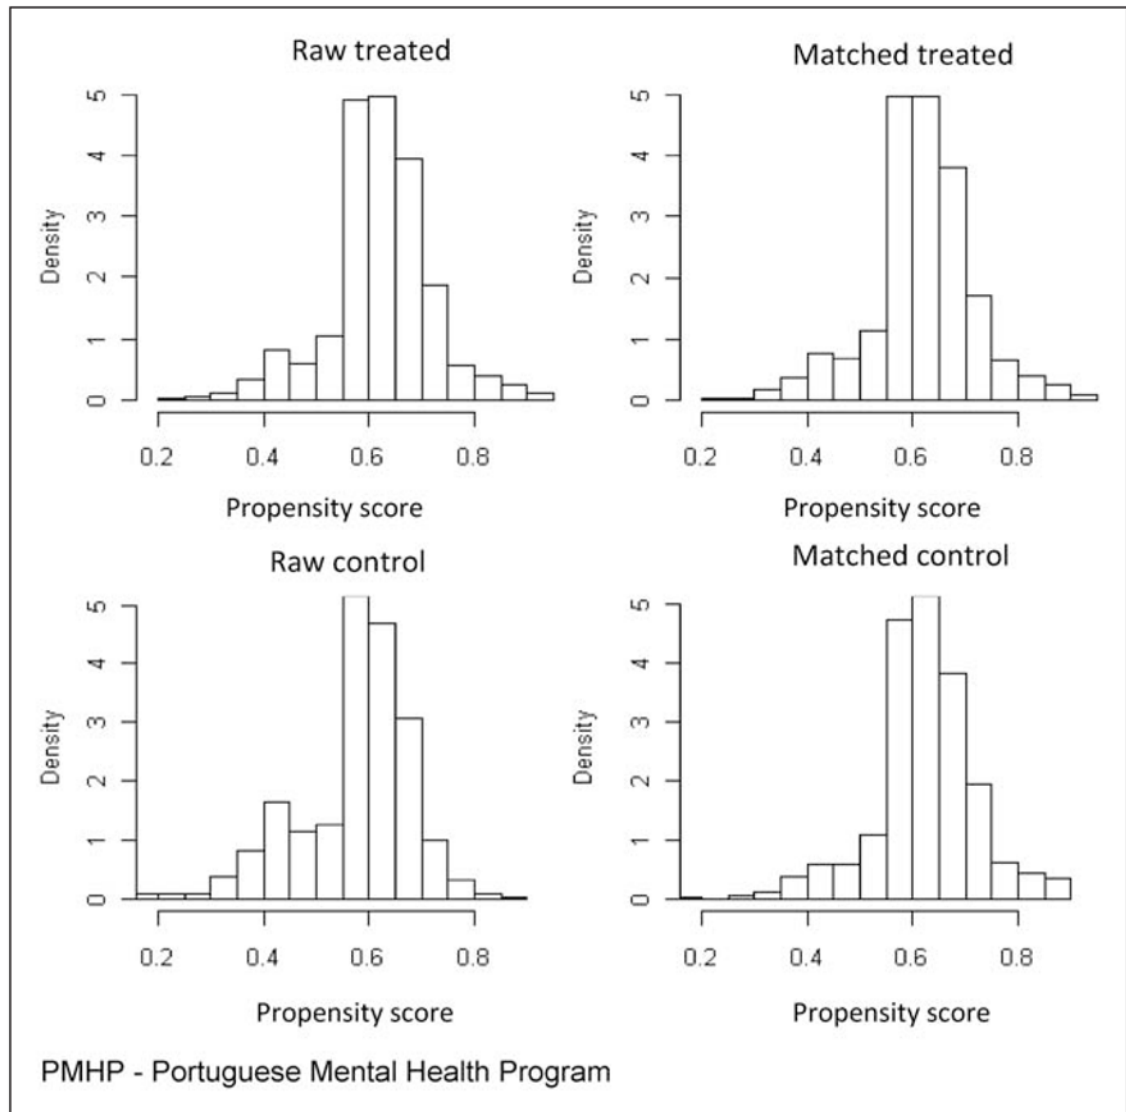 Raw treated
Density
5
4
3
2
1
0
0.2 0.4 0.6 0.8
Propensity score
Matched treated
Density
5
4
3
2
1
0
0.2 0.4 0.6 0.8
Propensity score
Raw control
Density
5
4
3
2
1
0
0.2 0.4 0.6 0.8
Propensity score
Matched control
Density
5
4
3
2
1
0
0.2 0.4 0.6 0.8
Propensity score
PMHP - Portuguese Mental Health Program